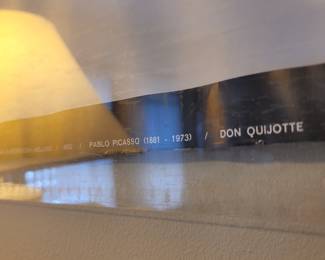 / PABLO PICASSO (1881 - 1973) / DON QUIJOTTE